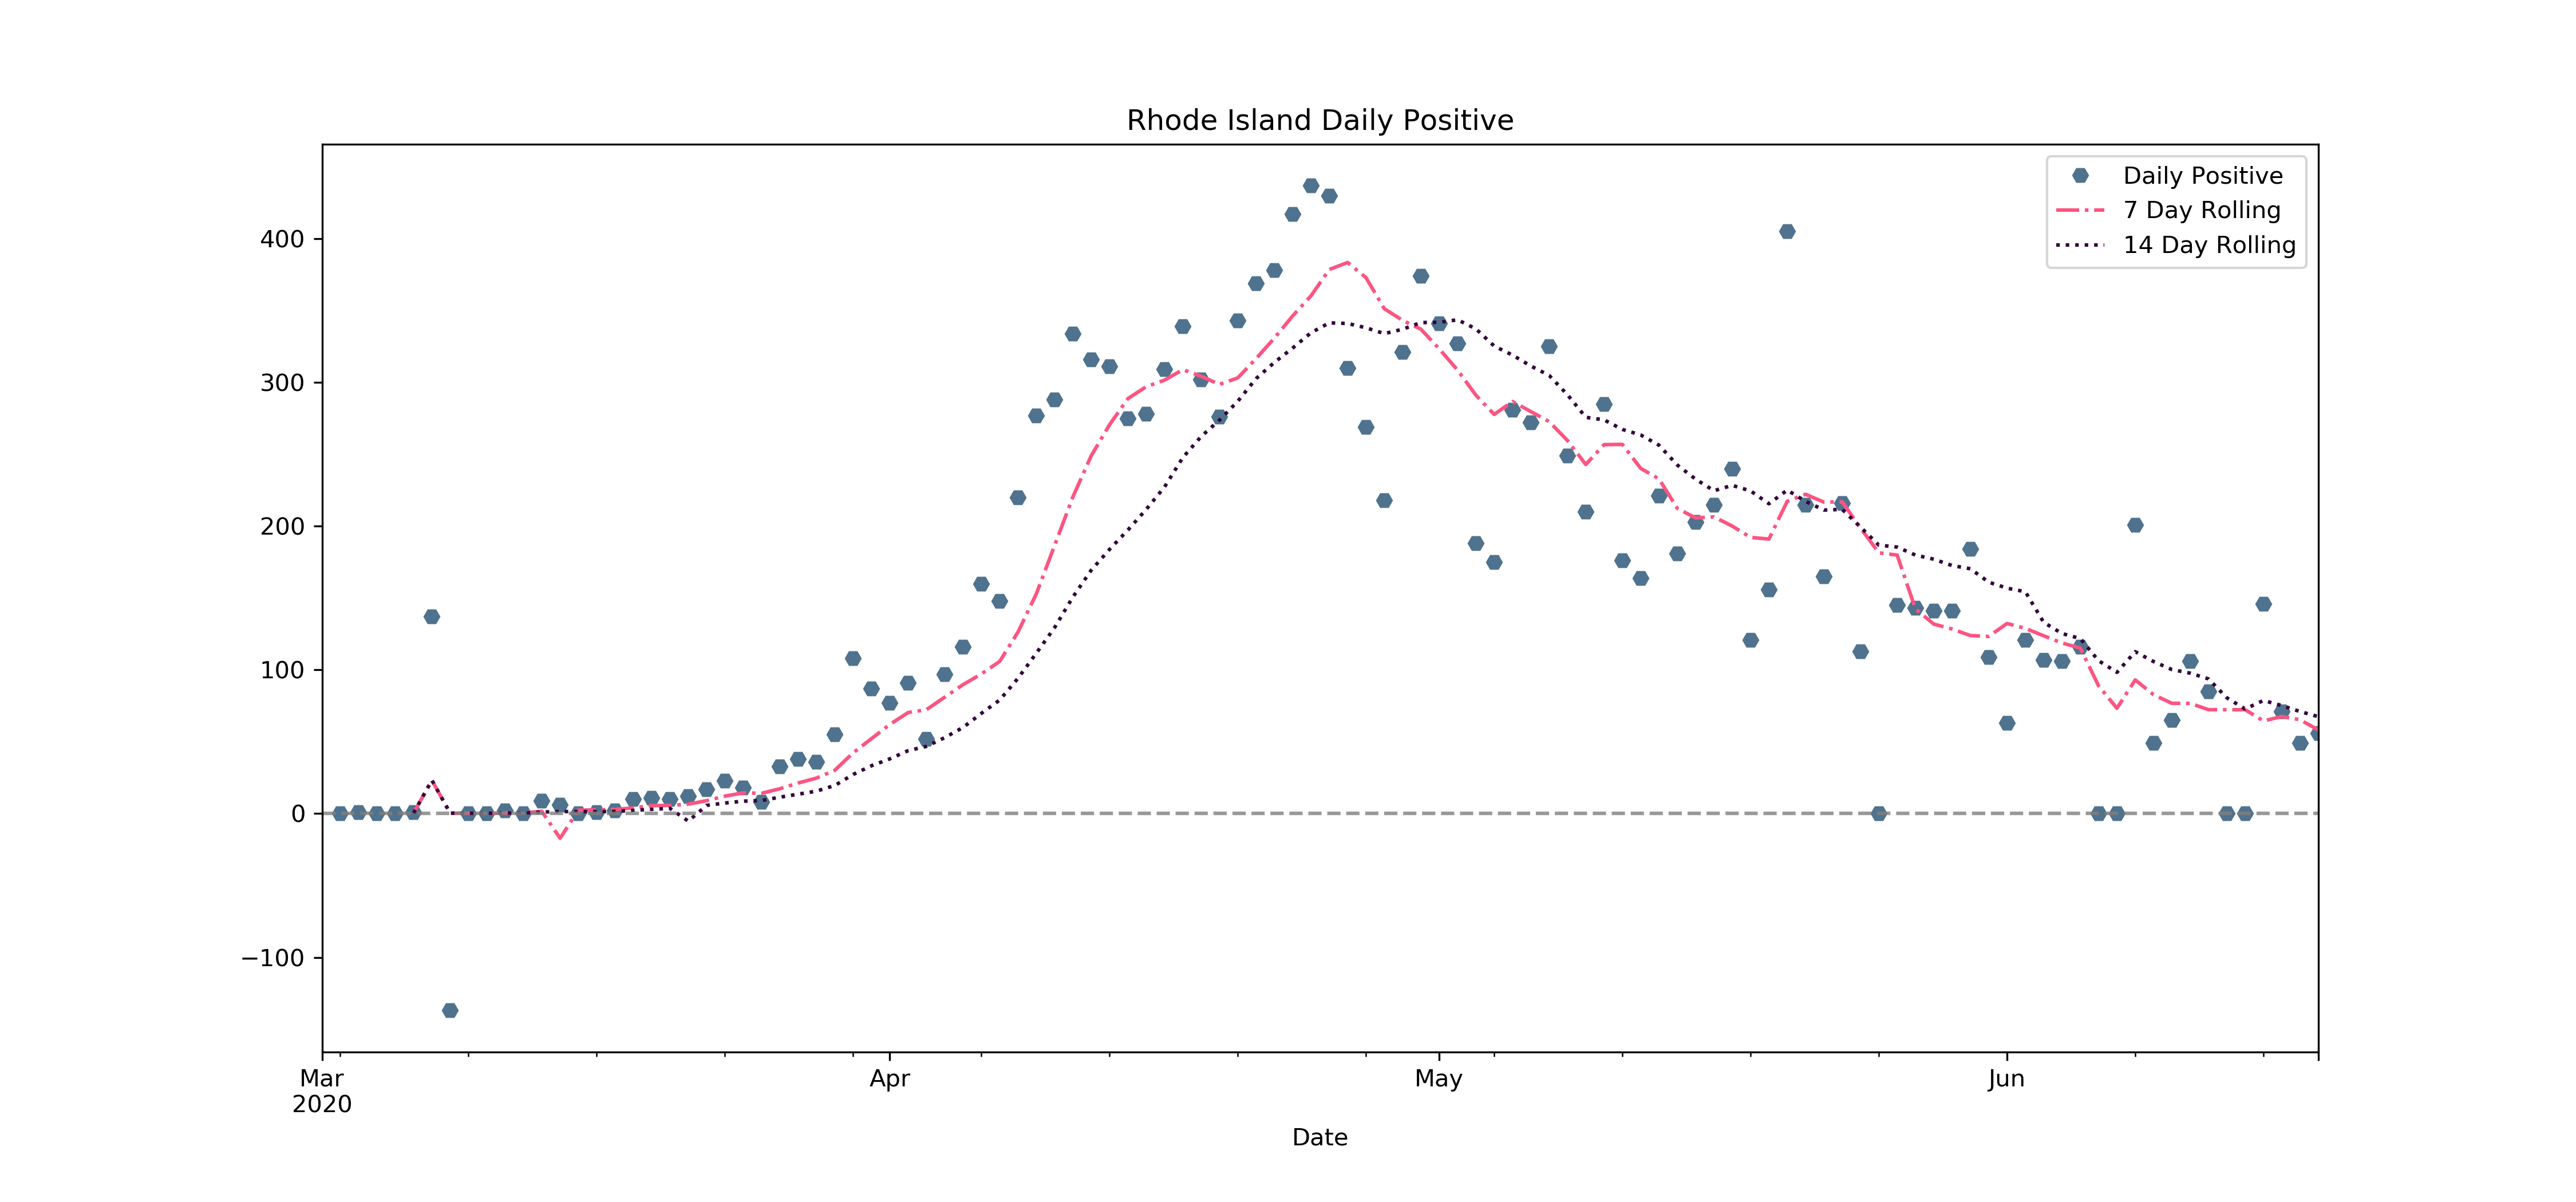 Rhode Island Daily Positive
Daily Positive
7 Day Rolling
14 Day Rolling
400
300
200
100
0
−100
Mar
2020
Apr
May
Jun
Date